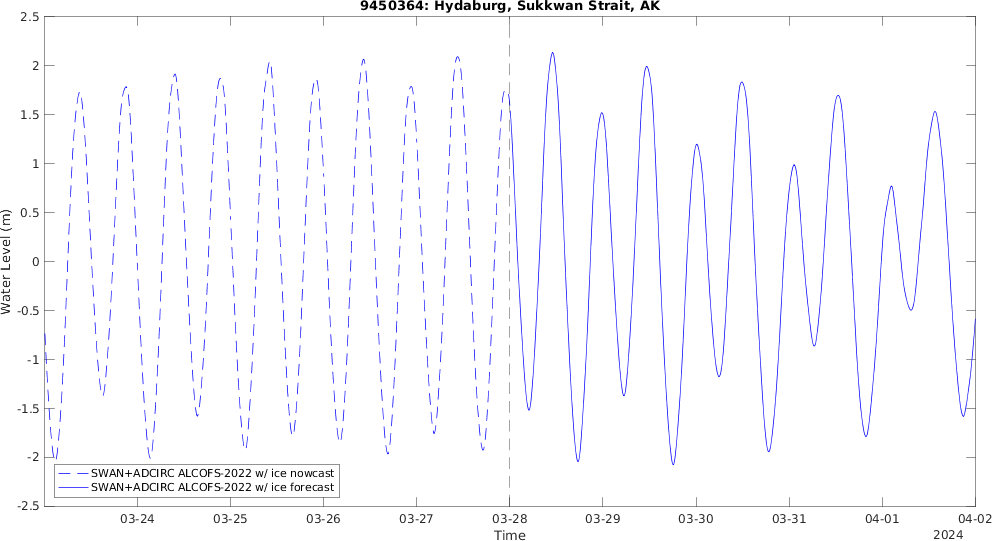 9450364: Hydaburg, Sukkwan Strait, AK
2.5
2
1.5
1
0.5
0
-0.5
-1
-1.5
-2
-2.5
Water Level (m)
SWAN+ADCIRC ALCOFS-2022 w/ ice nowcast
SWAN+ADCIRC ALCOFS-2022 w/ ice forecast
03-24 03-25 03-26 03-27 03-28 03-29 03-30 03-31 04-01 04-02
Time
2024